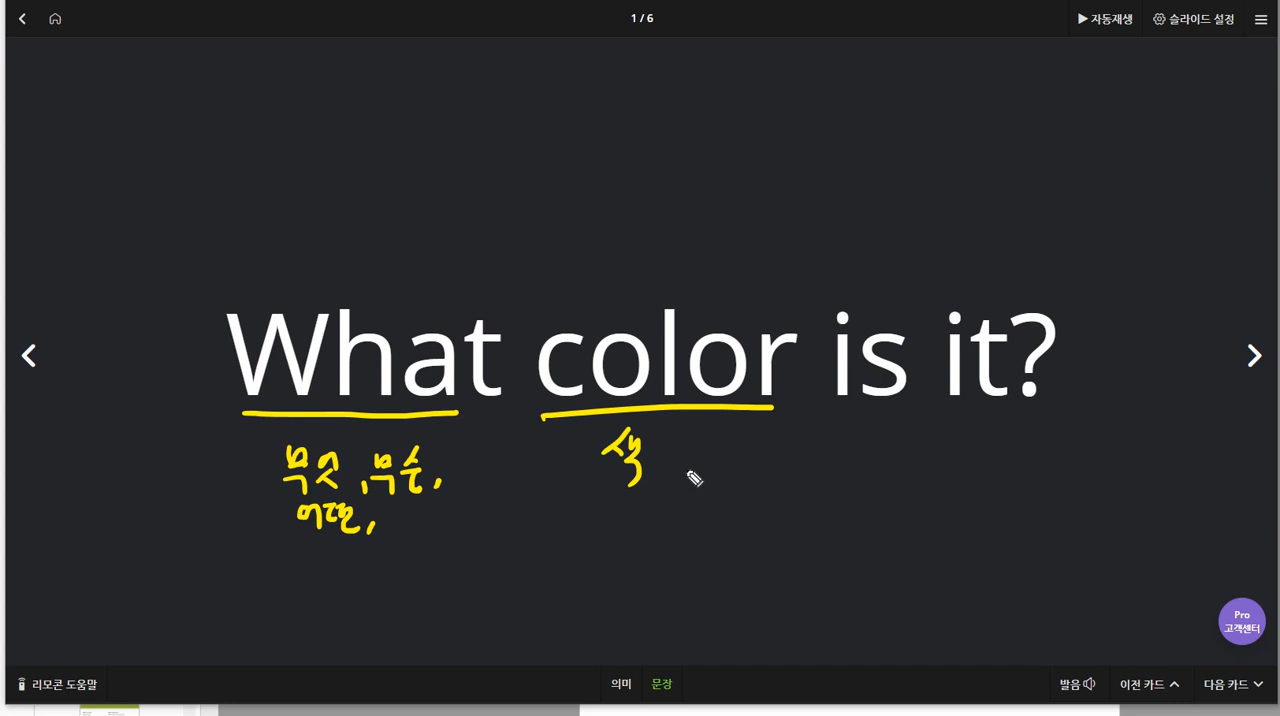 1 / 6
자동재생
슬라이드 설정
What color is it?
무엇, 무슨,
어떤,
색
Pro
고객센터
리모콘 도움말
의미
문장
발음
이전 카드
다음 카드